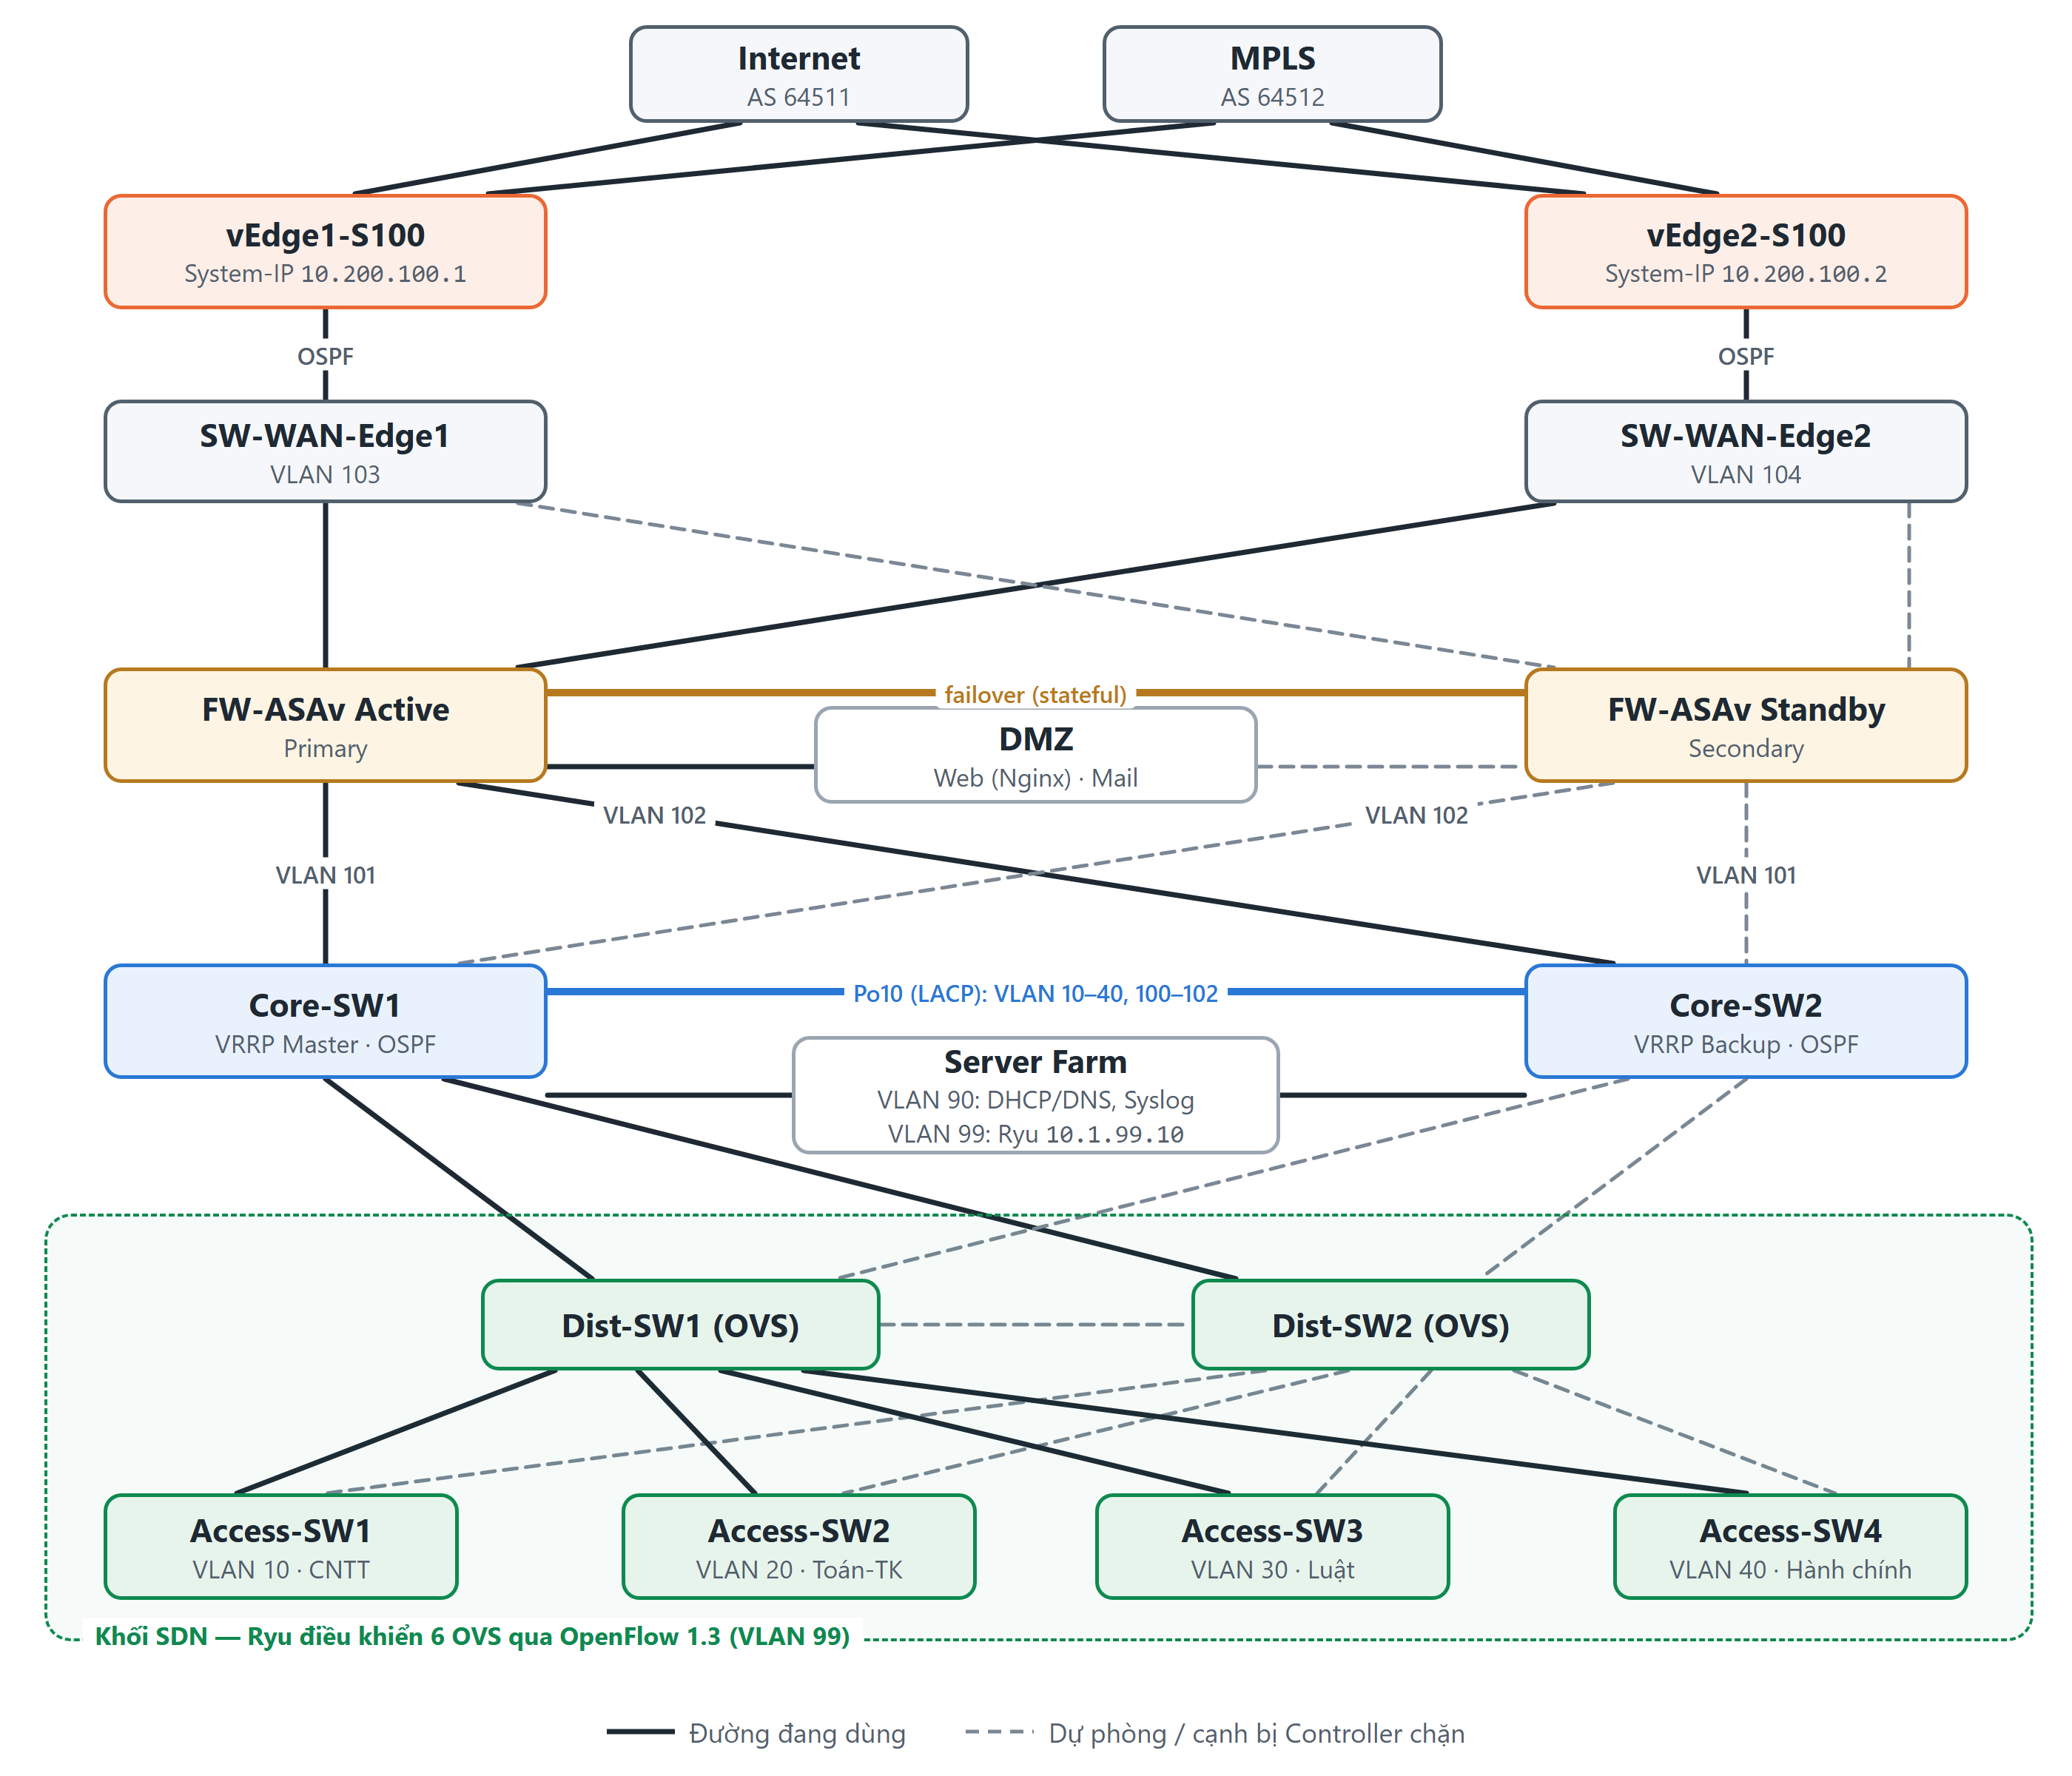 Internet
AS 64511
MPLS
AS 64512
vEdge1-S100
System-IP 10.200.100.1
vEdge2-S100
System-IP 10.200.100.2
OSPF
OSPF
SW-WAN-Edge1
VLAN 103
SW-WAN-Edge2
VLAN 104
FW-ASAv Active
Primary
failover (stateful)
FW-ASAv Standby
Secondary
DMZ
Web (Nginx) · Mail
VLAN 102
VLAN 102
VLAN 101
VLAN 101
Core-SW1
VRRP Master · OSPF
Po10 (LACP): VLAN 10–40, 100–102
Core-SW2
VRRP Backup · OSPF
Server Farm
VLAN 90: DHCP/DNS, Syslog
VLAN 99: Ryu 10.1.99.10
Dist-SW1 (OVS)
Dist-SW2 (OVS)
Access-SW1
VLAN 10 · CNTT
Access-SW2
VLAN 20 · Toán-TK
Access-SW3
VLAN 30 · Luật
Access-SW4
VLAN 40 · Hành chính
Khối SDN — Ryu điều khiển 6 OVS qua OpenFlow 1.3 (VLAN 99)
Đường đang dùng
Dự phòng / cạnh bị Controller chặn